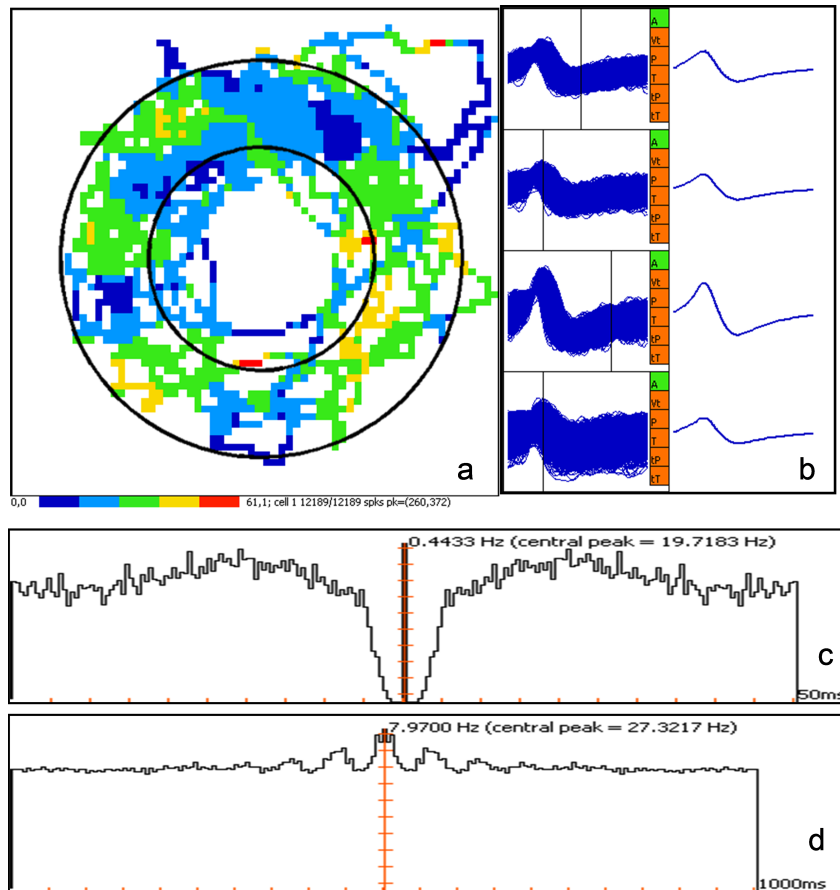 a
0,0 61,1; cell 1 12189/12189 spks pk=(260,372)
A
Vt
P
T
tP
tT
A
Vt
P
T
tP
tT
A
Vt
P
T
tP
tT
A
Vt
P
T
tP
tT
b
0.4433 Hz (central peak = 19.7183 Hz)
c
50ms
7.9700 Hz (central peak = 27.3217 Hz)
d
1000ms